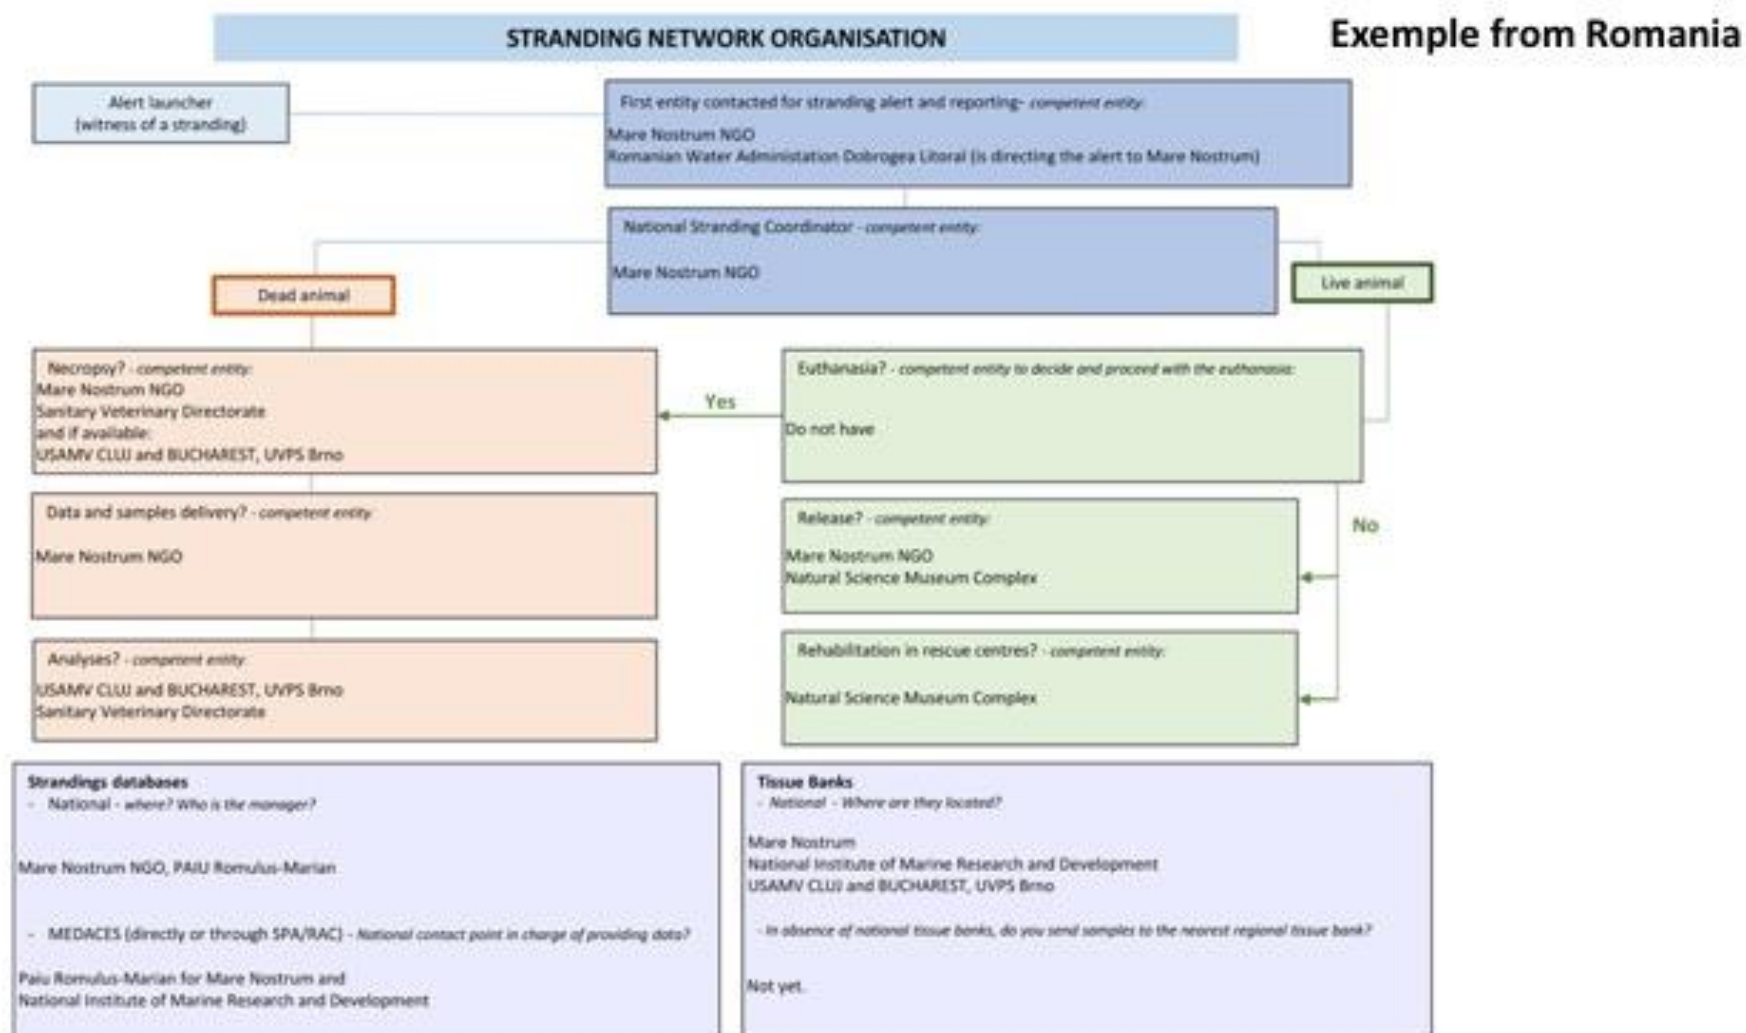 STRANDING NETWORK ORGANISATION
Exemple from Romania
Alert launcher
(witness of a stranding)
First entity contacted for stranding alert and reporting- competent entity:
Mare Nostrum NGO
Romanian Water Administation Dobrogea Litoral (is directing the alert to Mare Nostrum)
National Stranding Coordinator - competent entity:
Mare Nostrum NGO
Dead animal
Live animal
Necropsy? - competent entity:
Mare Nostrum NGO
Sanitary Veterinary Directorate
and if available:
USAMV CLUJ and BUCHAREST, UVPS Brno
Yes
Euthanasia? - competent entity to decide and proceed with the euthanasia:
Do not have
Data and samples delivery? - competent entity:
Mare Nostrum NGO
Release? - competent entity:
Mare Nostrum NGO
Natural Science Museum Complex
No
Analyses? - competent entity:
USAMV CLUJ and BUCHAREST, UVPS Brno
Sanitary Veterinary Directorate
Rehabilitation in rescue centres? - competent entity:
Natural Science Museum Complex
Strandings databases
- National - where? Who is the manager?
Mare Nostrum NGO, PAIU Romulus-Marian
- MEDACES (directly or through SPA/RAC) - National contact point in charge of providing data?
Paiu Romulus-Marian for Mare Nostrum and
National Institute of Marine Research and Development
Tissue Banks
- National - Where are they located?
Mare Nostrum
National Institute of Marine Research and Development
USAMV CLUJ and BUCHAREST, UVPS Brno
- In absence of national tissue banks, do you send samples to the nearest regional tissue bank?
Not yet.